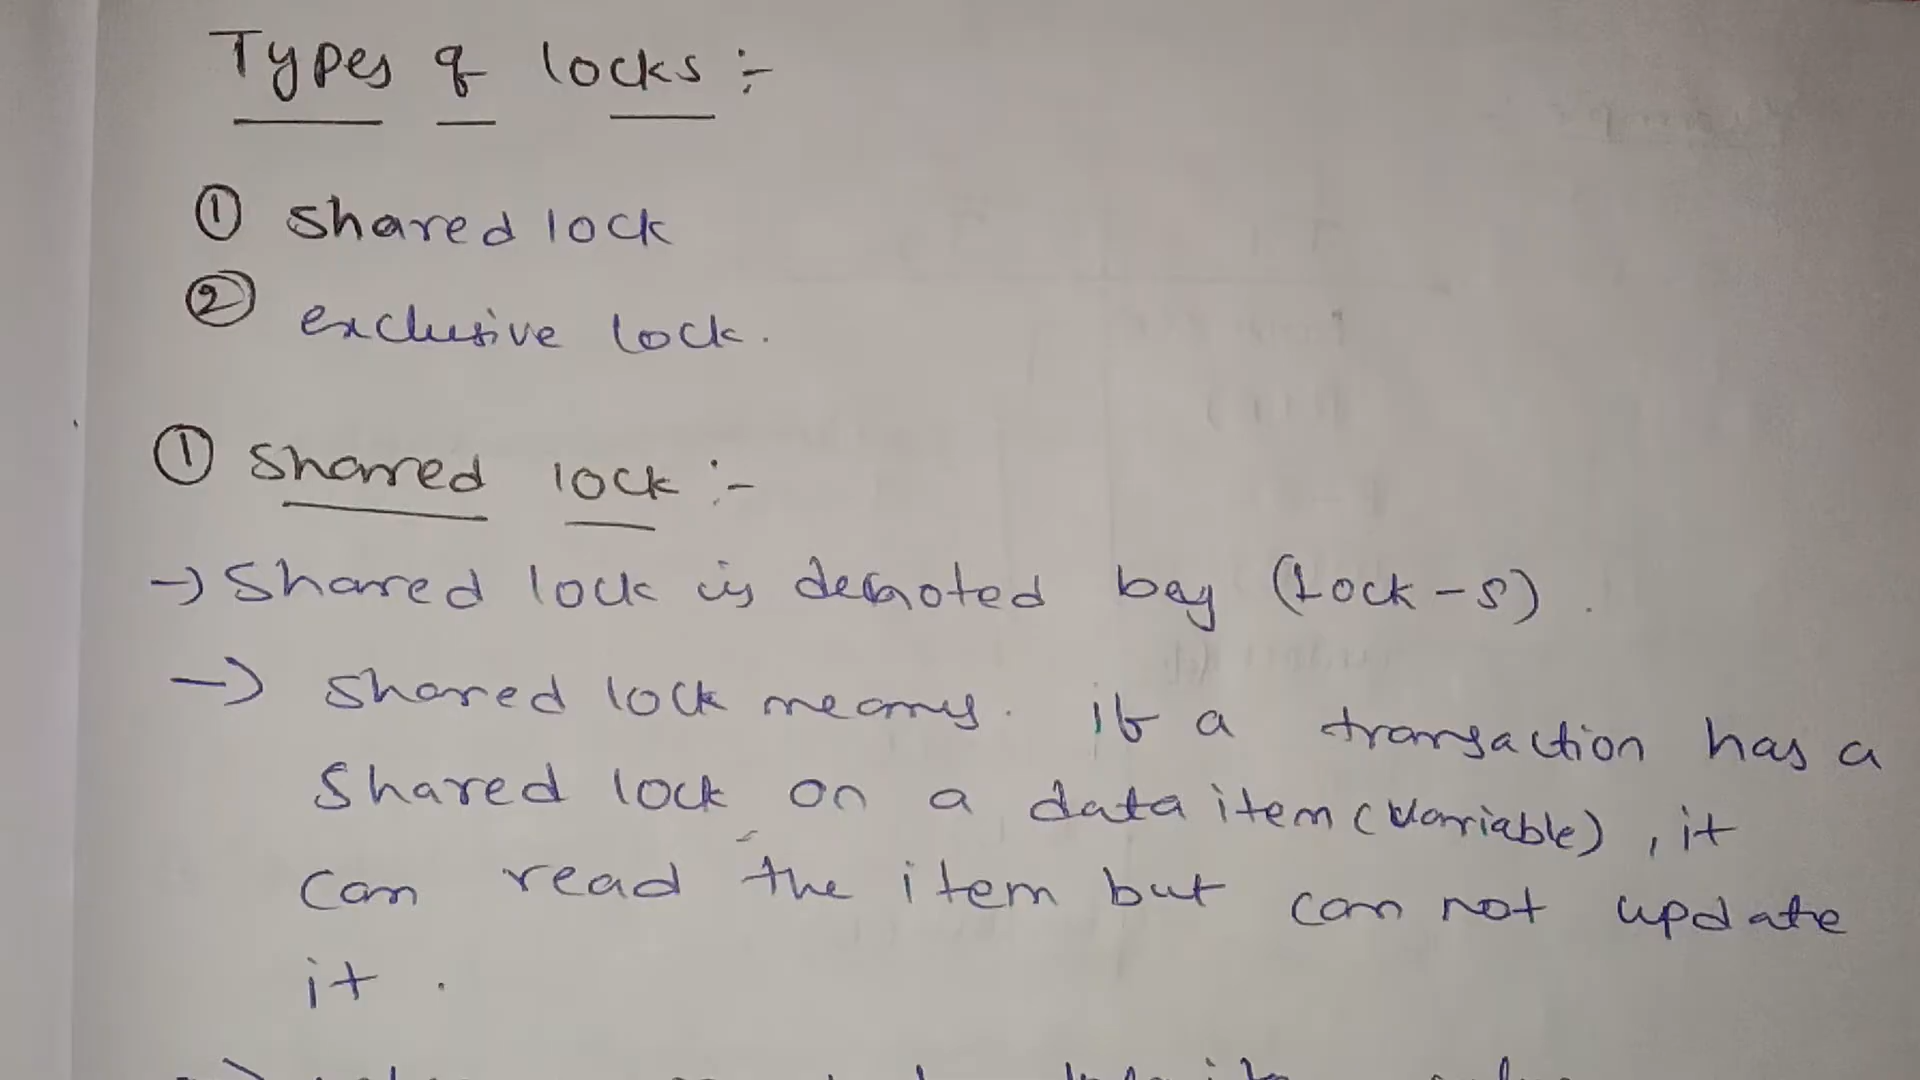 Types of locks :-
① shared lock
② exclusive lock.
① shared lock :-
→ Shared lock is denoted by (Lock-S).
→ shared lock means. if a transaction has a
Shared lock on a data item (variable), it
can read the item but can not update
it.